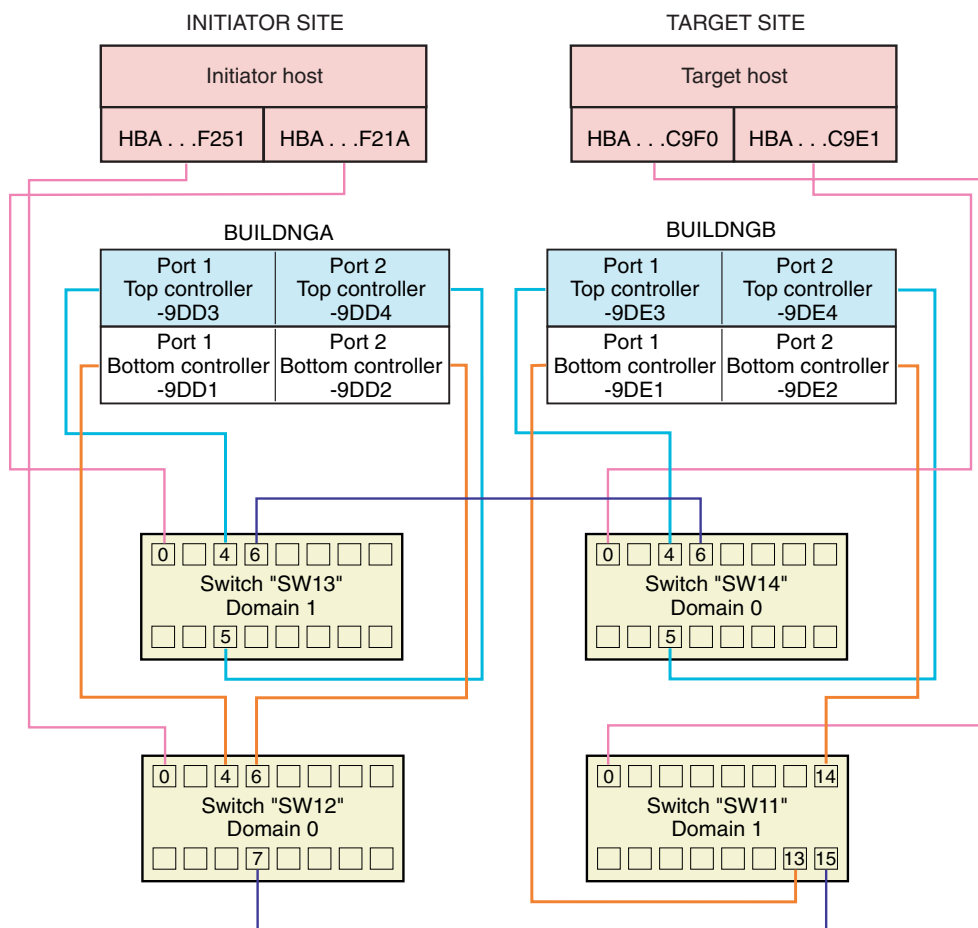 INITIATOR SITE
TARGET SITE
Initiator host
HBA . . .F251
HBA . . .F21A
Target host
HBA . . .C9F0
HBA . . .C9E1
BUILDNGA
Port 1
Top controller
-9DD3
Port 2
Top controller
-9DD4
Port 1
Bottom controller
-9DD1
Port 2
Bottom controller
-9DD2
BUILDNGB
Port 1
Top controller
-9DE3
Port 2
Top controller
-9DE4
Port 1
Bottom controller
-9DE1
Port 2
Bottom controller
-9DE2
0 4 6
Switch "SW13"
Domain 1
5
0 4 6
Switch "SW14"
Domain 0
5
0 4 6
Switch "SW12"
Domain 0
7
0 14
Switch "SW11"
Domain 1
13 15